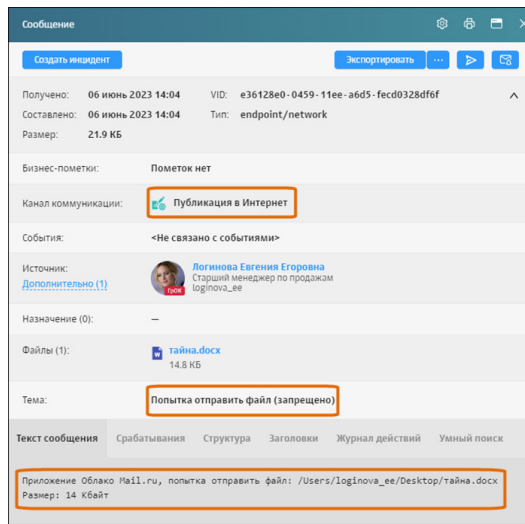 Сообщение
Создать инцидент
Экспортировать ...
Получено: 06 июнь 2023 14:04 VID: e36128e0-0459-11ee-a6d5-fecd0328df6f
Составлено: 06 июнь 2023 14:04 Тип: endpoint/network
Размер: 21.9 КБ
Бизнес-пометки: Пометок нет
Канал коммуникации: Публикация в Интернет
События: <Не связано с событиями>
Источник: Логинова Евгения Егоровна
Дополнительно (1) Старший менеджер по продажам
ГрОК loginova_ee
Назначение (0): —
Файлы (1): W тайна.docx
14.8 КБ
Тема: Попытка отправить файл (запрещено)
Текст сообщения Срабатывания Структура Заголовки Журнал действий Умный поиск
Приложение Облако Mail.ru, попытка отправить файл: /Users/loginova_ee/Desktop/тайна.docx
Размер: 14 Кбайт